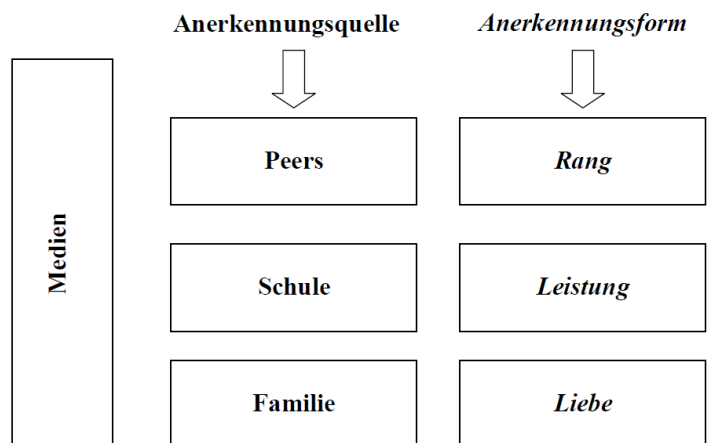 Anerkennungsquelle
Anerkennungsform
Medien
Peers
Rang
Schule
Leistung
Familie
Liebe